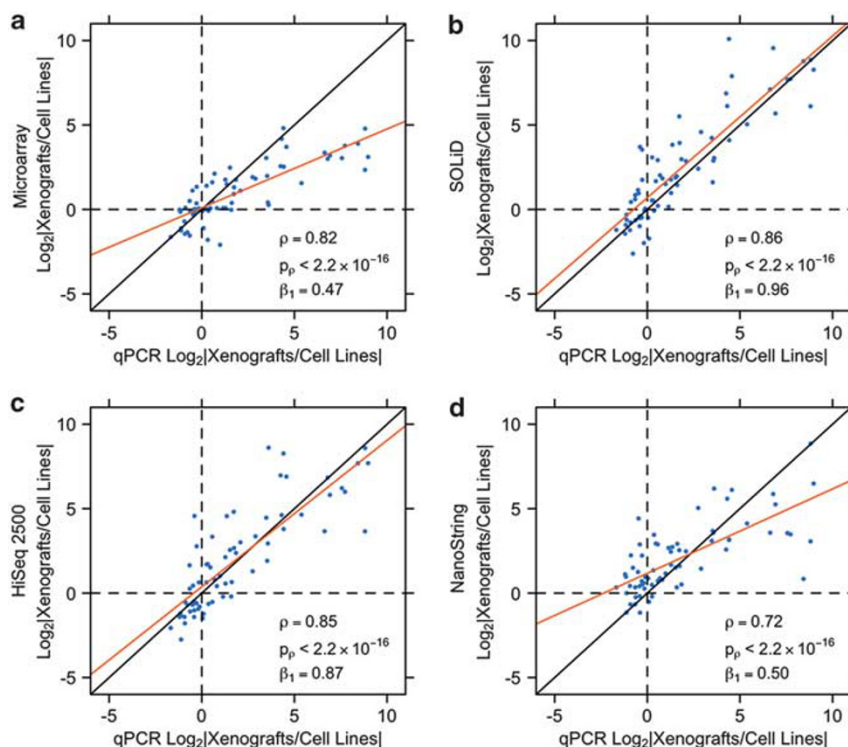 a
10
5
0
-5
Microarray
Log₂|Xenografts/Cell Lines|
ρ = 0.82
pρ < 2.2 × 10⁻¹⁶
β₁ = 0.47
-5 0 5 10
qPCR Log₂|Xenografts/Cell Lines|
b
10
5
0
-5
SOLiD
Log₂|Xenografts/Cell Lines|
ρ = 0.86
pρ < 2.2 × 10⁻¹⁶
β₁ = 0.96
-5 0 5 10
qPCR Log₂|Xenografts/Cell Lines|
c
10
5
0
-5
HiSeq 2500
Log₂|Xenografts/Cell Lines|
ρ = 0.85
pρ < 2.2 × 10⁻¹⁶
β₁ = 0.87
-5 0 5 10
qPCR Log₂|Xenografts/Cell Lines|
d
10
5
0
-5
NanoString
Log₂|Xenografts/Cell Lines|
ρ = 0.72
pρ < 2.2 × 10⁻¹⁶
β₁ = 0.50
-5 0 5 10
qPCR Log₂|Xenografts/Cell Lines|